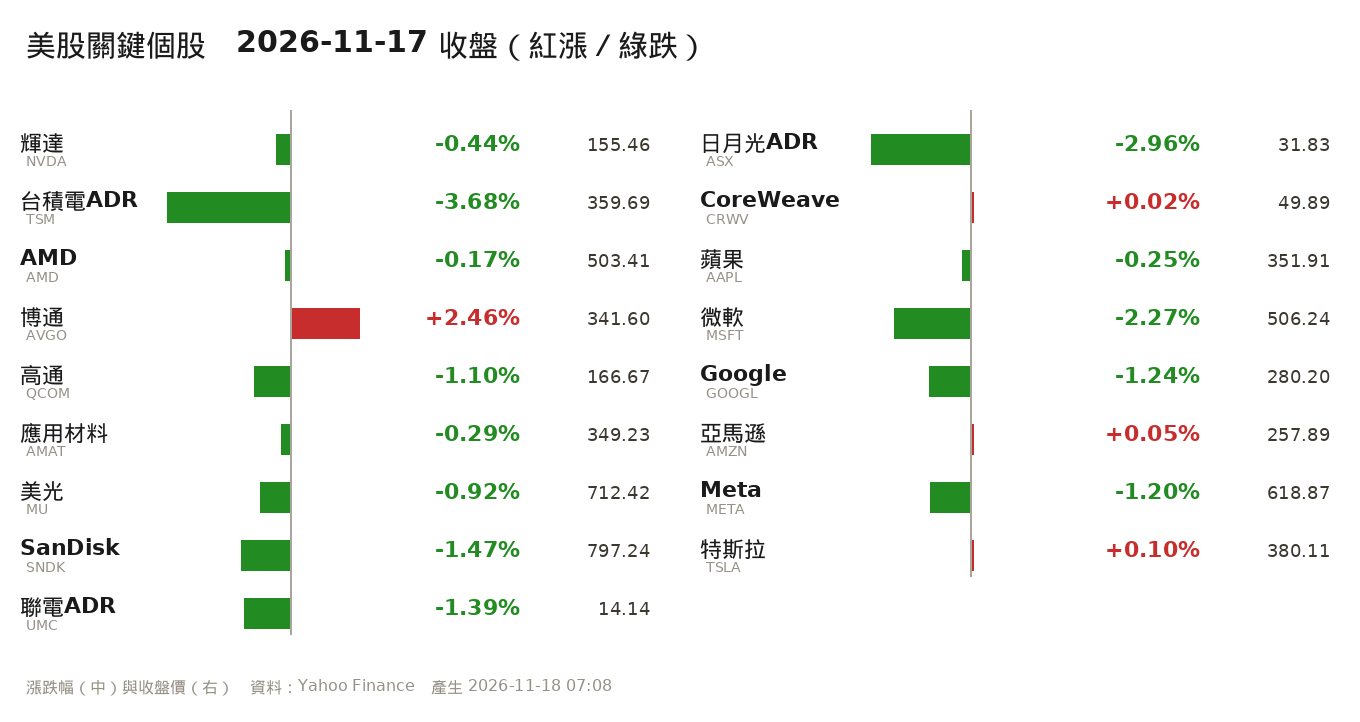 美股關鍵個股　2026-11-17 收盤（紅漲 / 綠跌）
輝達 -0.44% 155.46
NVDA
台積電ADR -3.68% 359.69
TSM
AMD -0.17% 503.41
AMD
博通 +2.46% 341.60
AVGO
高通 -1.10% 166.67
QCOM
應用材料 -0.29% 349.23
AMAT
美光 -0.92% 712.42
MU
SanDisk -1.47% 797.24
SNDK
聯電ADR -1.39% 14.14
UMC
日月光ADR -2.96% 31.83
ASX
CoreWeave +0.02% 49.89
CRWV
蘋果 -0.25% 351.91
AAPL
微軟 -2.27% 506.24
MSFT
Google -1.24% 280.20
GOOGL
亞馬遜 +0.05% 257.89
AMZN
Meta -1.20% 618.87
META
特斯拉 +0.10% 380.11
TSLA
漲跌幅（中）與收盤價（右）　資料：Yahoo Finance　產生 2026-11-18 07:08